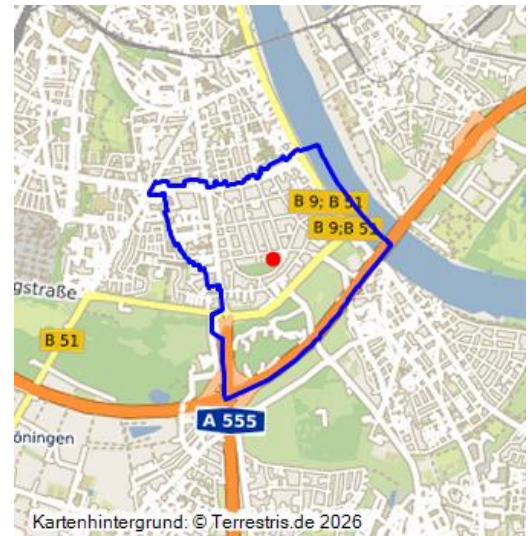 B 9; B 51
B 9;B 51
gstraße
B 51
A 555
öningen
Kartenhintergrund: © Terrestris.de 2026